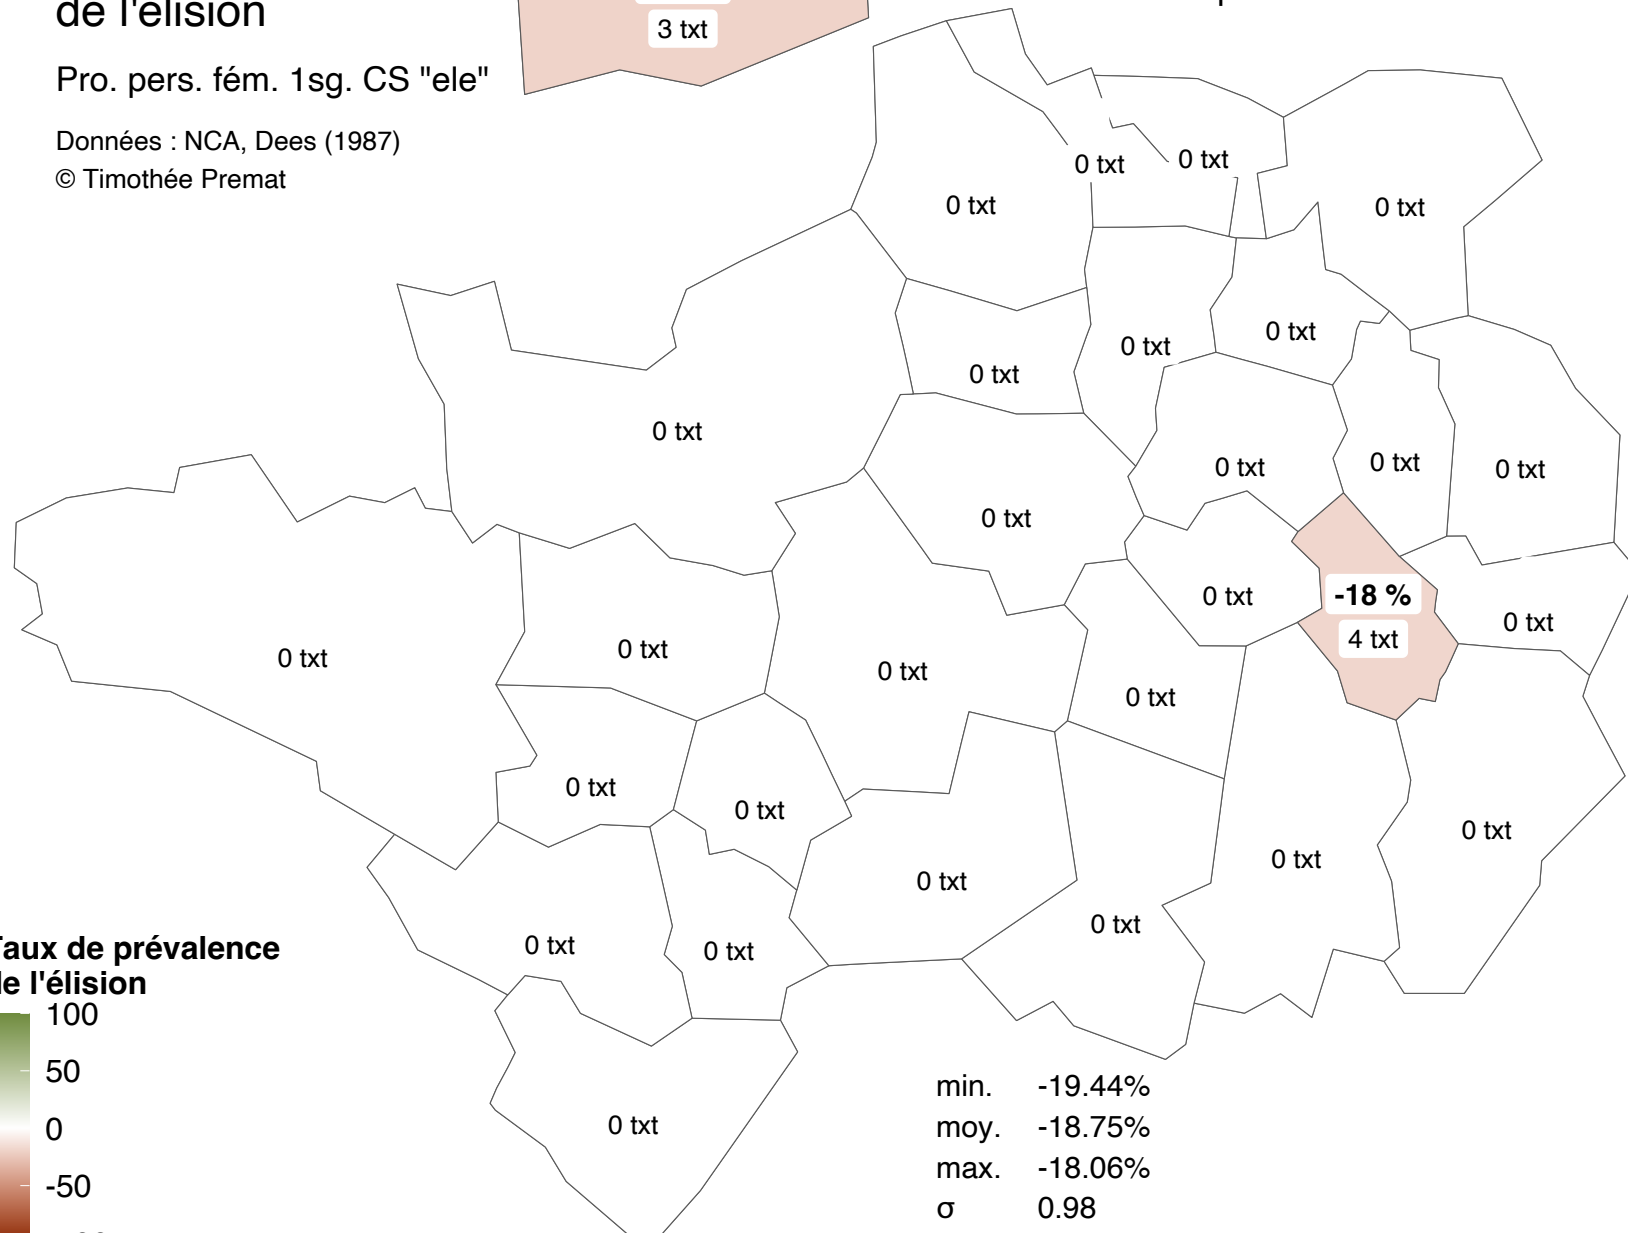 de l'élision
3 txt
Pro. pers. fém. 1sg. CS "ele"
Données : NCA, Dees (1987)
© Timothée Premat
0 txt
0 txt
0 txt
0 txt
0 txt
0 txt
0 txt
0 txt
0 txt
0 txt
0 txt
0 txt
0 txt
0 txt
-18 %
4 txt
0 txt
0 txt
0 txt
0 txt
0 txt
0 txt
0 txt
0 txt
0 txt
0 txt
0 txt
0 txt
0 txt
0 txt
Taux de prévalence
de l'élision
100
50
0
-50
min. -19.44%
moy. -18.75%
max. -18.06%
σ 0.98
0 txt